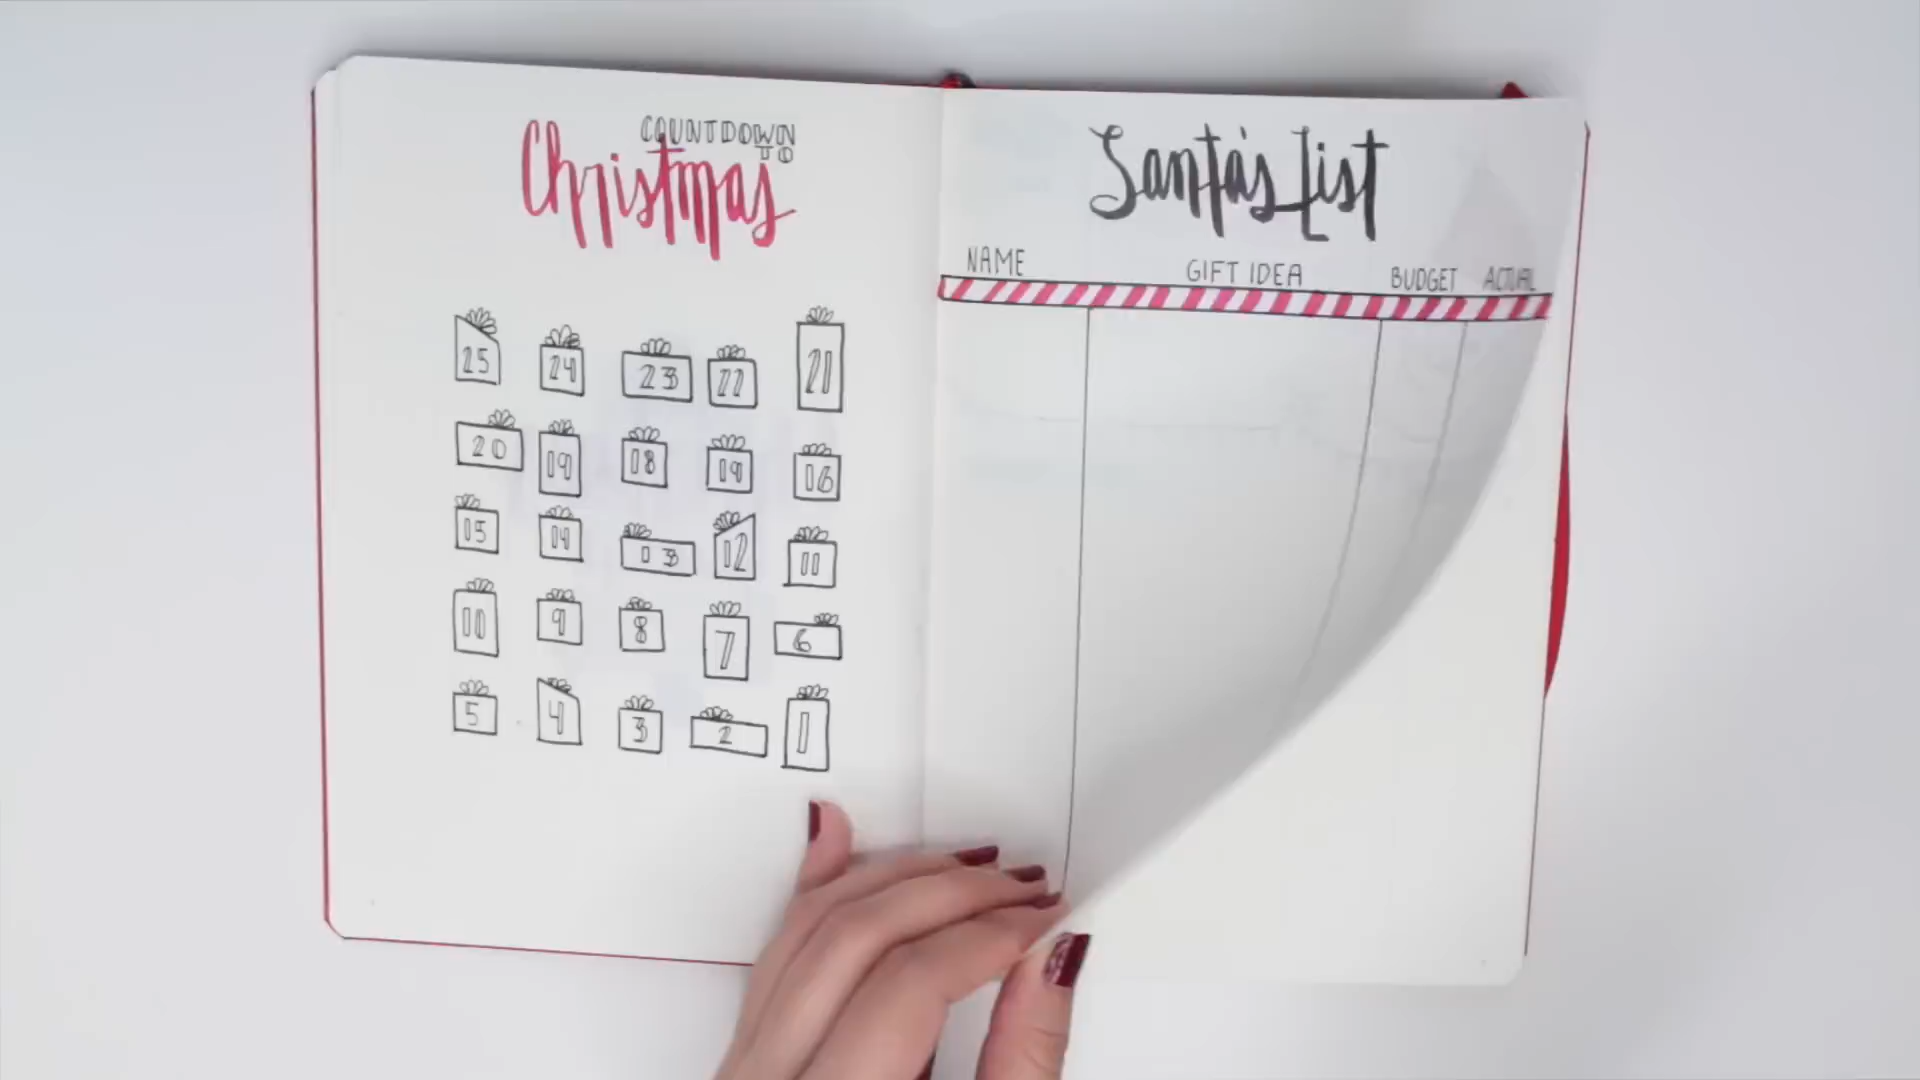 COUNTDOWN
TO
Christmas
25 24 23 22 21
20 19 18 19 16
15 14 13 12 11
10 9 8 7 6
5 4 3 2 1
Santa's List
NAME GIFT IDEA BUDGET ACTUAL